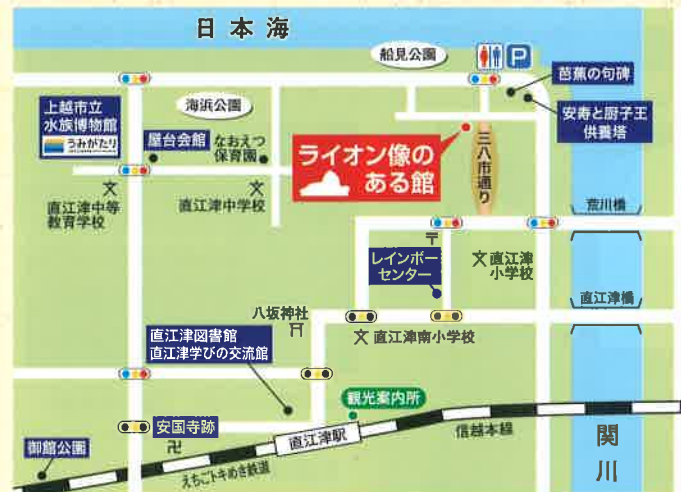 日本海
船見公園
P
芭蕉の句碑
安寿と厨子王
供養塔
上越市立
水族博物館
うみがたり
海浜公園
屋台会館
なおえつ
保育園
ライオン像の
ある館
三八市通り
直江津中等
教育学校
直江津中学校
荒川橋
〒
レインボー
センター
直江津
小学校
直江津橋
八坂神社
直江津南小学校
直江津図書館
直江津学びの交流館
観光案内所
安国寺跡
卍
直江津駅
信越本線
御館公園
えちごトキめき鉄道
関川